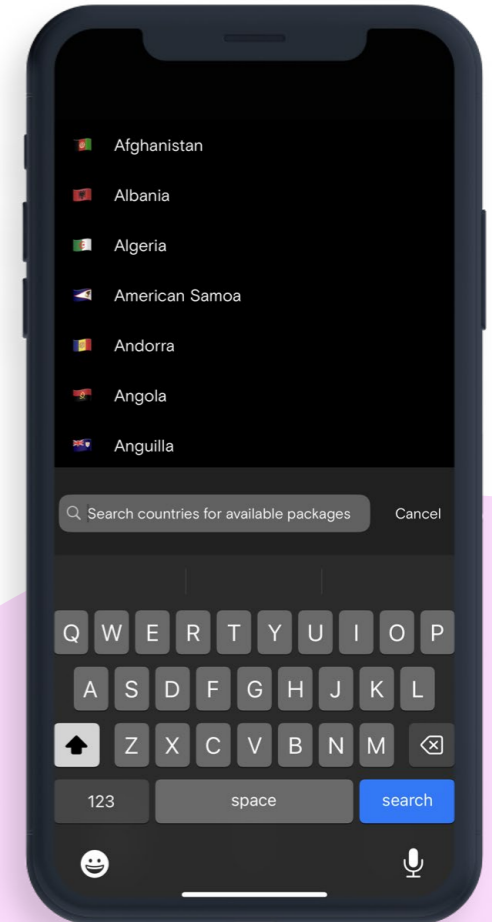 Afghanistan
Albania
Algeria
American Samoa
Andorra
Angola
Anguilla
Search countries for available packages Cancel
Q W E R T Y U I O P
A S D F G H J K L
Z X C V B N M
123 space search